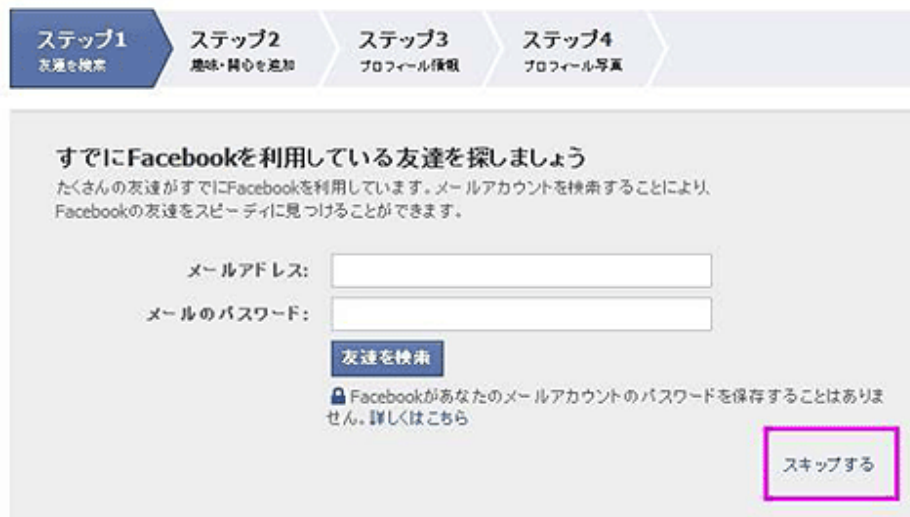 ステップ1
友達を検索
ステップ2
趣味・関心を追加
ステップ3
プロフィール情報
ステップ4
プロフィール写真
すでにFacebookを利用している友達を探しましょう
たくさんの友達がすでにFacebookを利用しています。メールアカウントを検索することにより、
Facebookの友達をスピーディに見つけることができます。
メールアドレス:
メールのパスワード:
友達を検索
Facebookがあなたのメールアカウントのパスワードを保存することはありま
せん。詳しくはこちら
スキップする